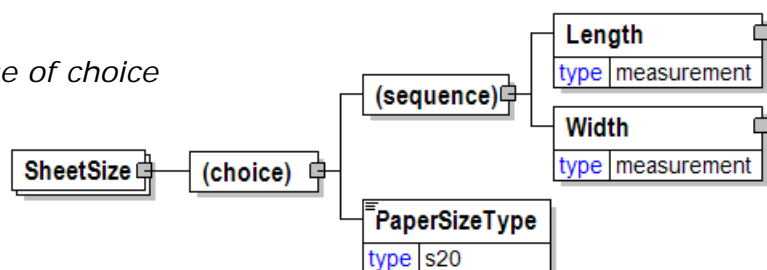 Length
type measurement
e of choice
(sequence)
Width
type measurement
SheetSize
(choice)
PaperSizeType
type s20